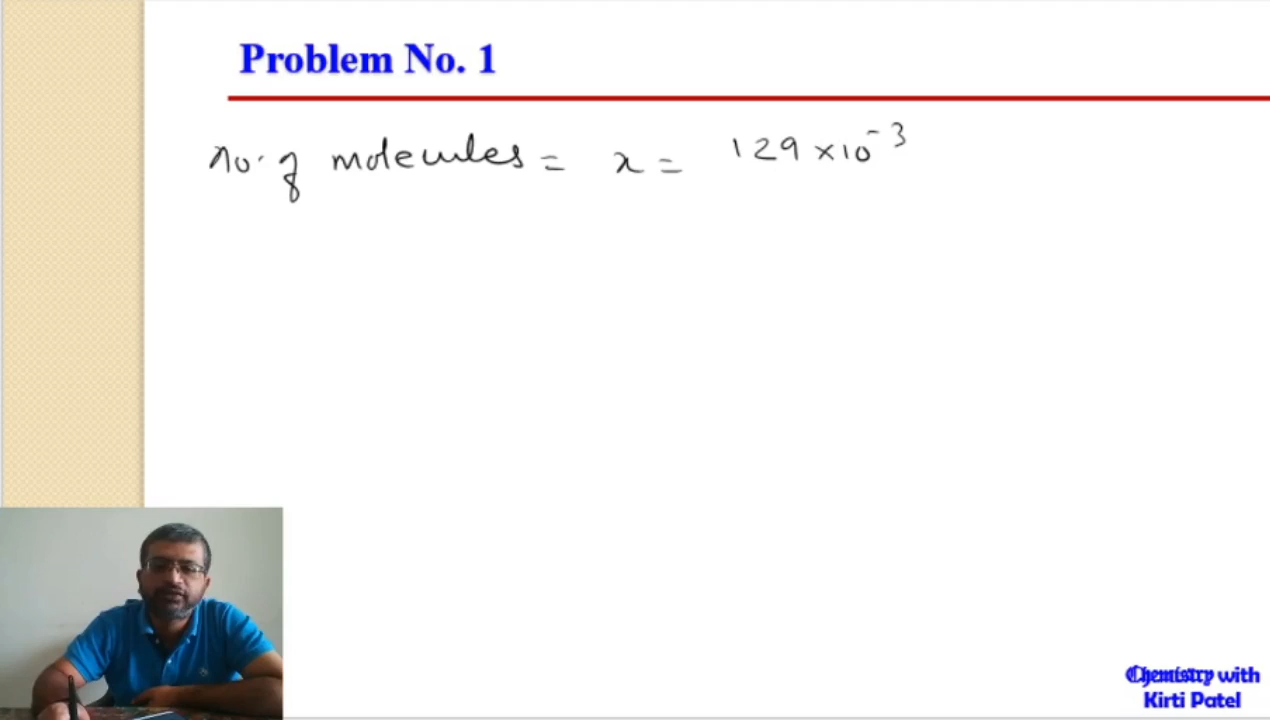 Problem No. 1
no. of molecules = x = 129 × 10⁻³
Chemistry with
Kirti Patel